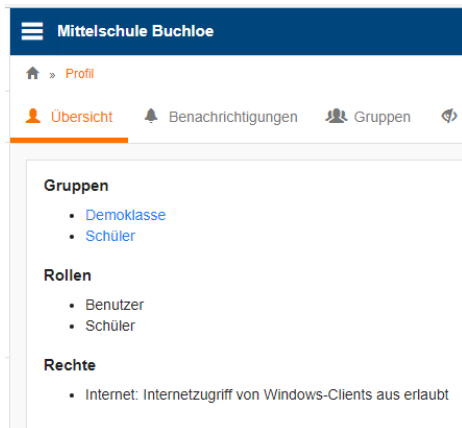 Mittelschule Buchloe
» Profil
Übersicht Benachrichtigungen Gruppen
Gruppen
• Demoklasse
• Schüler
Rollen
• Benutzer
• Schüler
Rechte
• Internet: Internetzugriff von Windows-Clients aus erlaubt